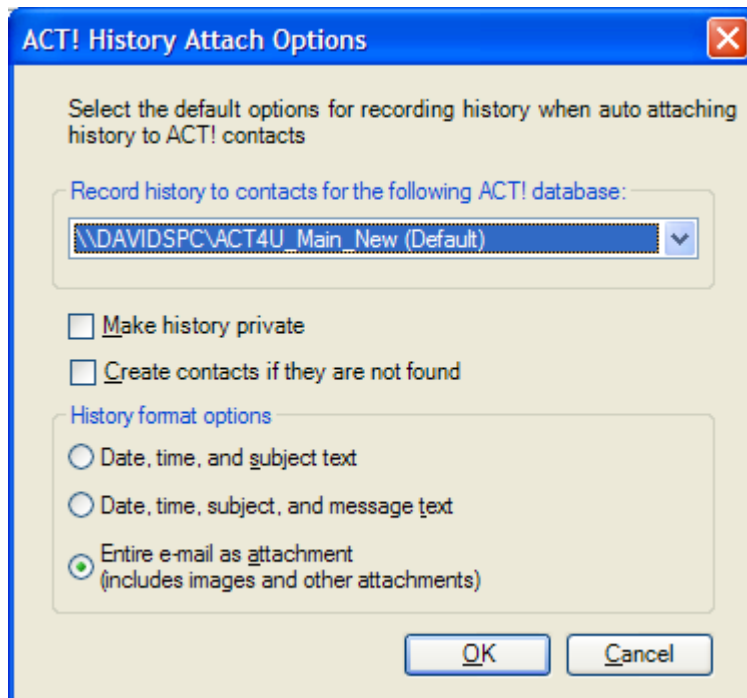 ACT! History Attach Options
Select the default options for recording history when auto attaching
history to ACT! contacts
Record history to contacts for the following ACT! database:
\\DAVIDSPC\ACT4U_Main_New (Default)
Make history private
Create contacts if they are not found
History format options
Date, time, and subject text
Date, time, subject, and message text
Entire e-mail as attachment
(includes images and other attachments)
OK
Cancel